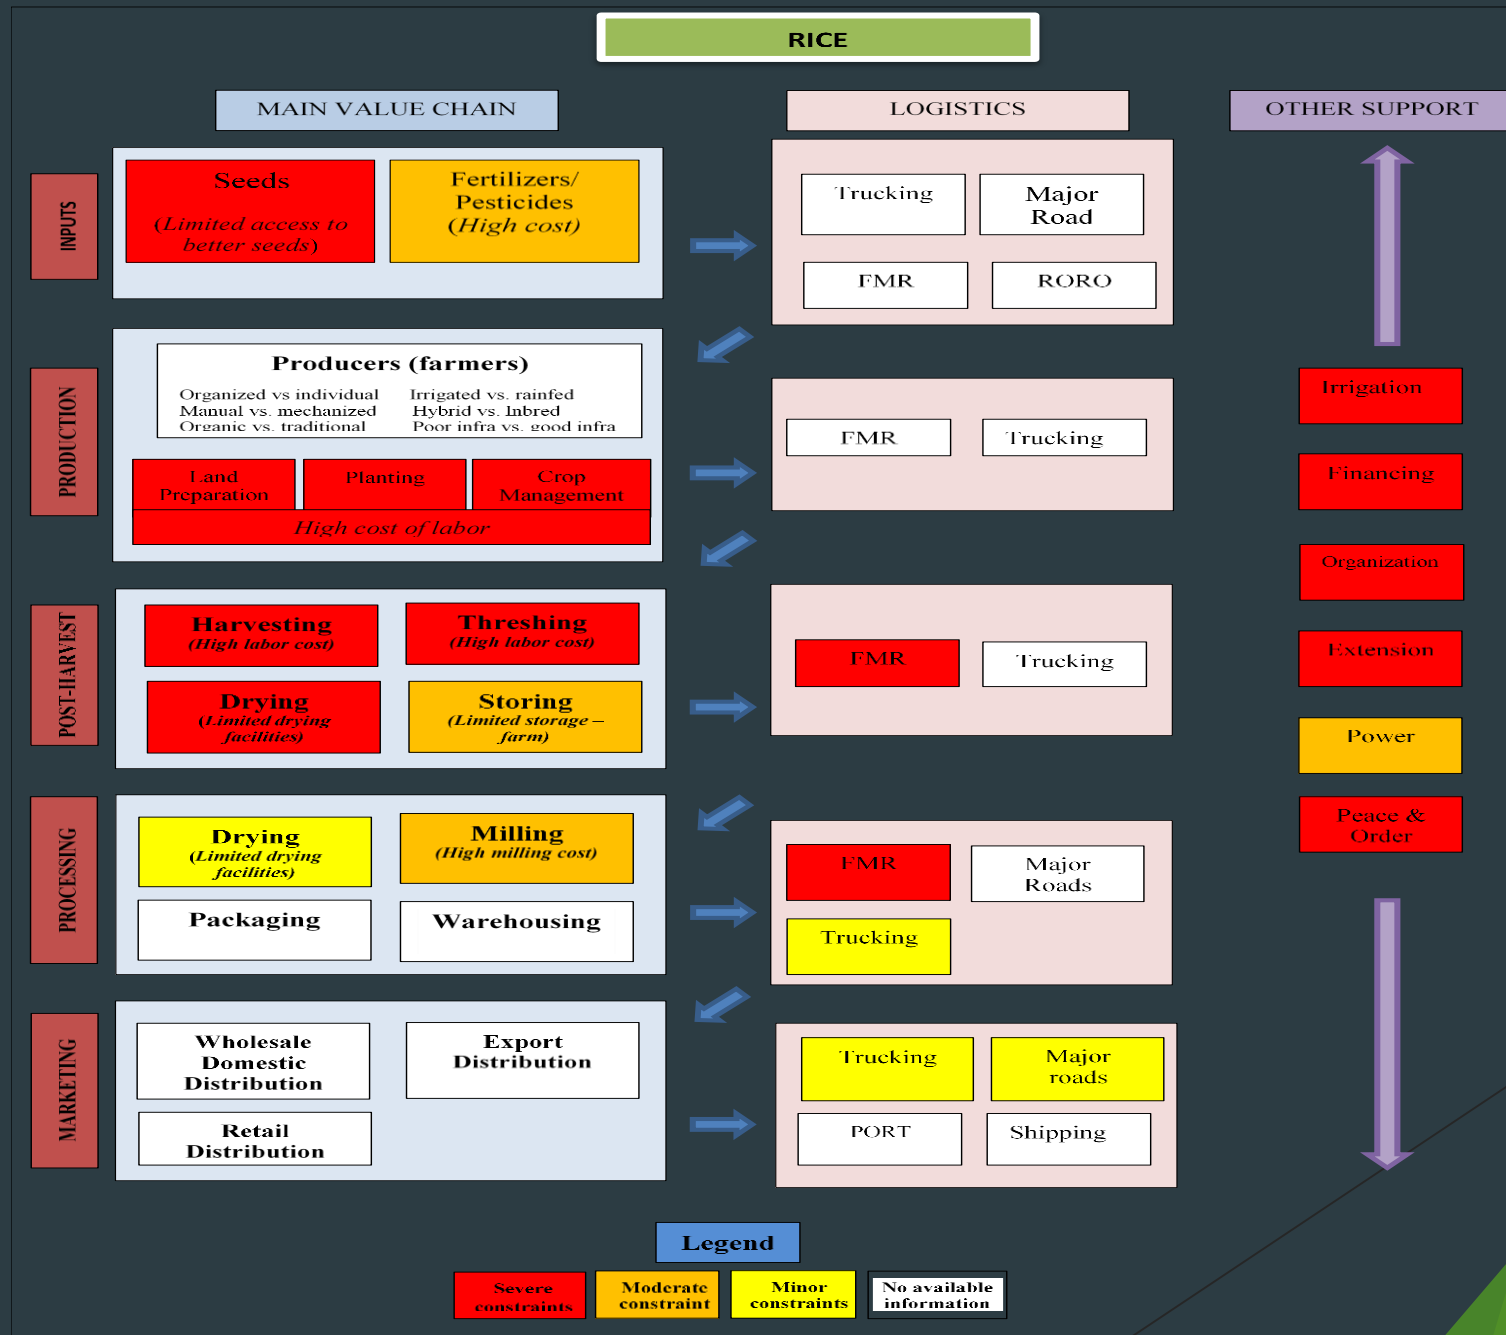 RICE
MAIN VALUE CHAIN
LOGISTICS
OTHER SUPPORT
INPUTS
Seeds
(Limited access to
better seeds)
Fertilizers/
Pesticides
(High cost)
Trucking
Major
Road
FMR
RORO
PRODUCTION
Producers (farmers)
Organized vs individual
Irrigated vs. rainfed
Manual vs. mechanized
Hybrid vs. Inbred
Organic vs. traditional
Poor infra vs. good infra
Land
Preparation
Planting
Crop
Management
High cost of labor
FMR
Trucking
Irrigation
Financing
Organization
Extension
Power
Peace &
Order
POST-HARVEST
Harvesting
(High labor cost)
Threshing
(High labor cost)
Drying
(Limited drying
facilities)
Storing
(Limited storage –
farm)
FMR
Trucking
PROCESSING
Drying
(Limited drying
facilities)
Milling
(High milling cost)
Packaging
Warehousing
FMR
Major
Roads
Trucking
MARKETING
Wholesale
Domestic
Distribution
Export
Distribution
Retail
Distribution
Trucking
Major
roads
PORT
Shipping
Legend
Severe
constraints
Moderate
constraint
Minor
constraints
No available
information